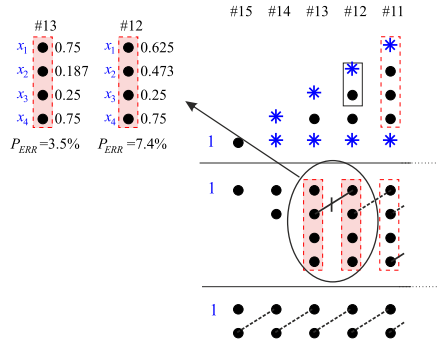 #13 #12
x1 0.75 x1 0.625
x2 0.187 x2 0.473
x3 0.25 x3 0.25
x4 0.75 x4 0.75
PERR =3.5% PERR =7.4%
#15 #14 #13 #12 #11
1
1
1